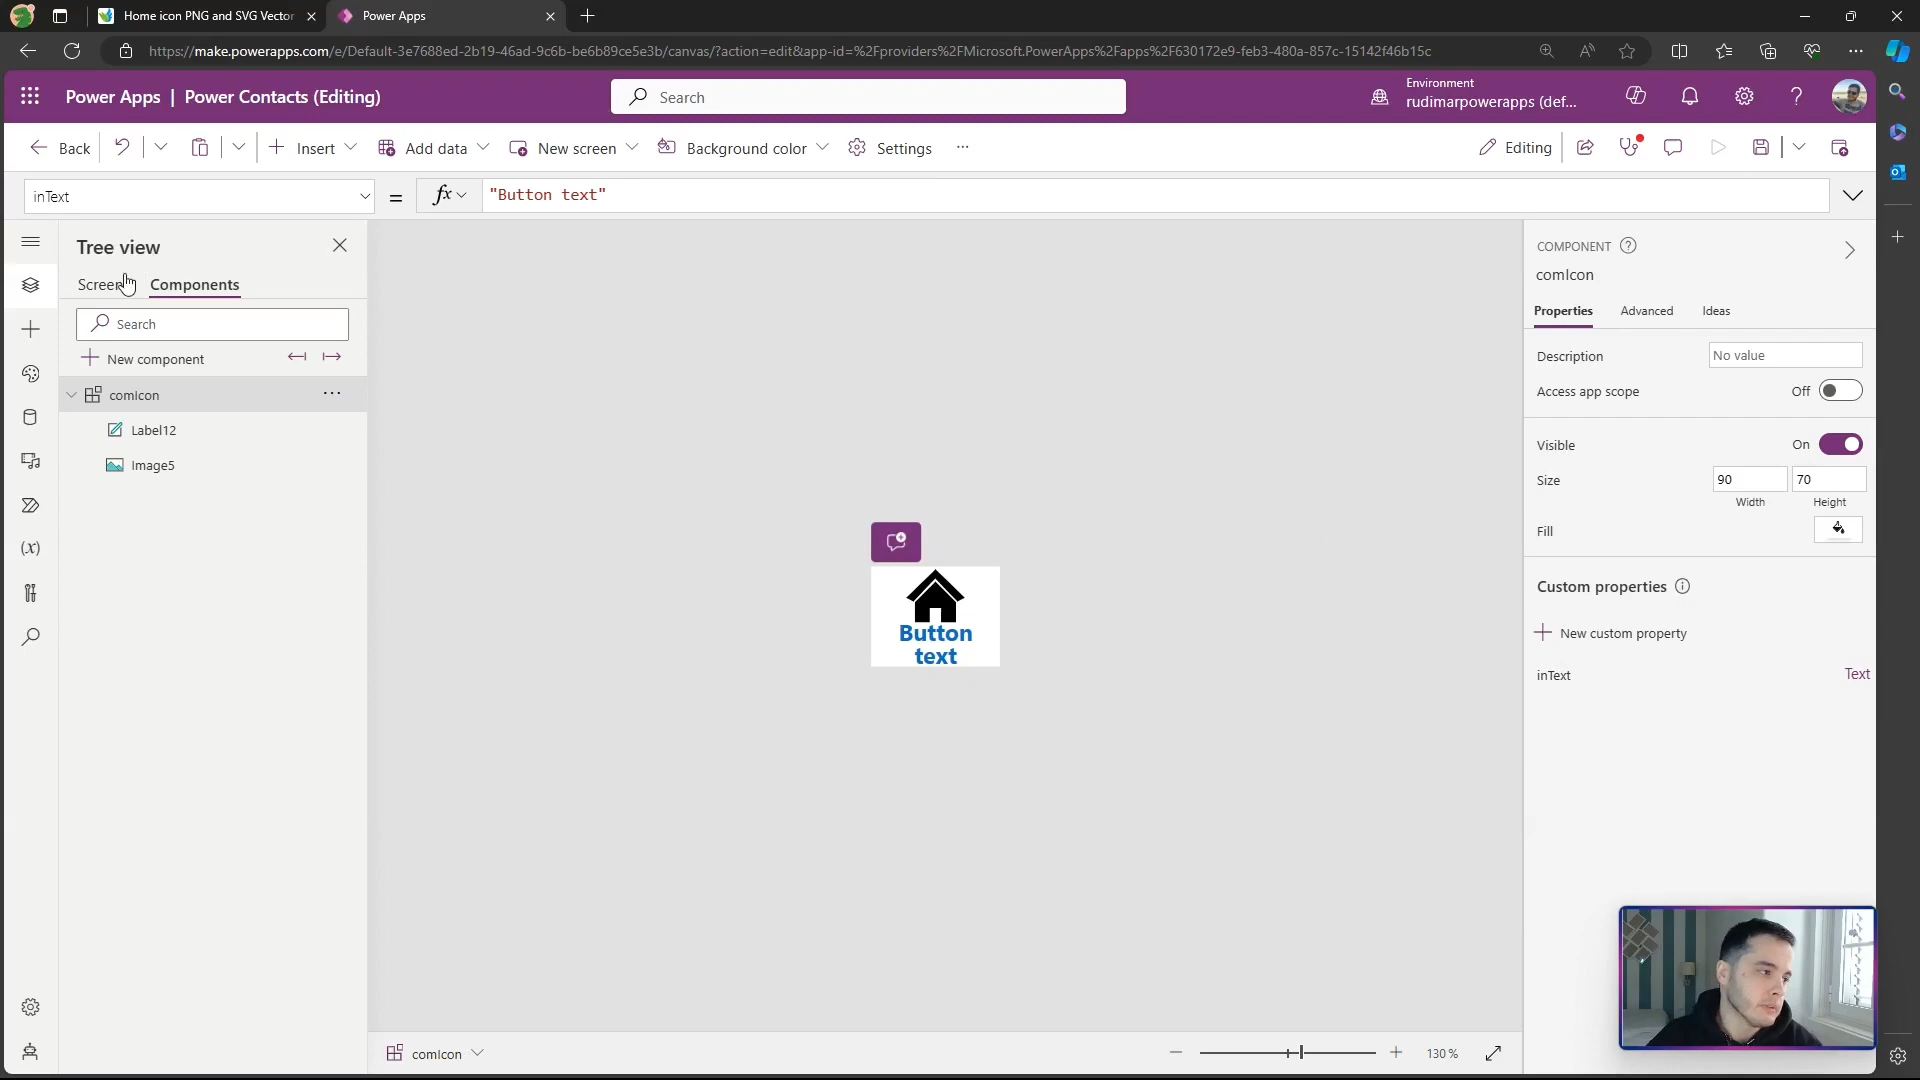 Home icon PNG and SVG Vector
Power Apps
https://make.powerapps.com/e/Default-3e7688ed-2b19-46ad-9c6b-be6b89ce5e3b/canvas/?action=edit&app-id=%2Fproviders%2FMicrosoft.PowerApps%2Fapps%2F630172e9-feb3-480a-857c-15142f46b15c
Power Apps | Power Contacts (Editing)
Search
Environment
rudimarpowerapps (def...
Back
Insert
Add data
New screen
Background color
Settings
...
Editing
inText
=
fx
"Button text"
Tree view
Components
Search
New component
comIcon
...
Label12
Image5
(x)
Button
text
COMPONENT
comIcon
Properties
Advanced
Ideas
Description
No value
Access app scope
Off
Visible
On
Size
90
70
Width
Height
Fill
Custom properties
New custom property
inText
Text
comIcon
130 %